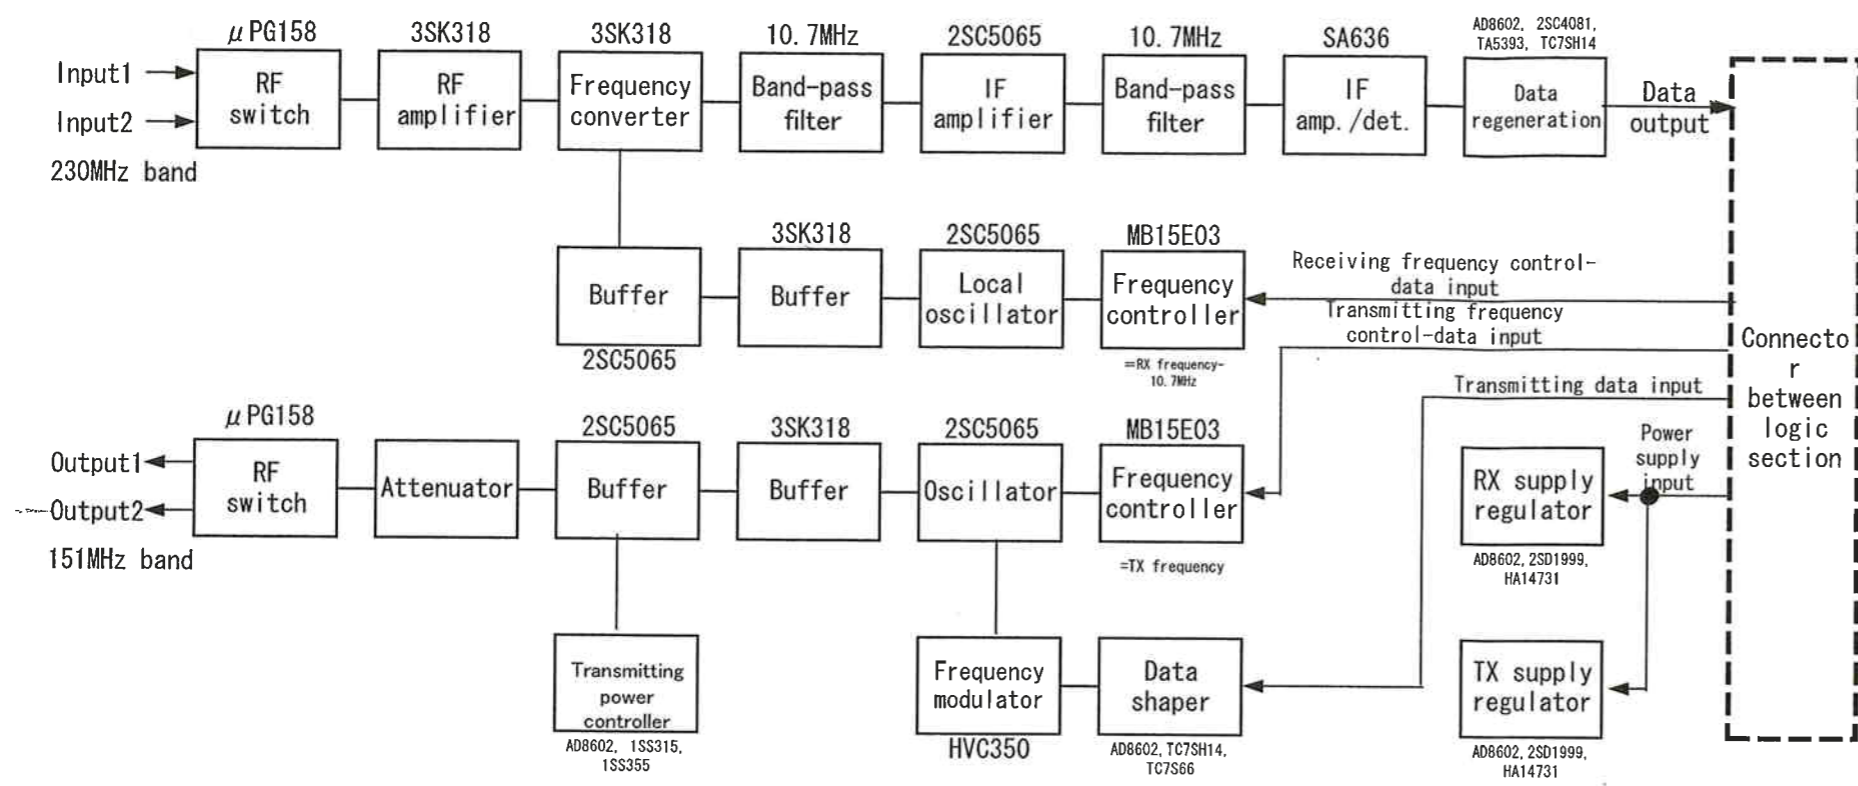 μPG158
3SK318
3SK318
10.7MHz
2SC5065
10.7MHz
SA636
AD8602, 2SC4081,
TA5393, TC7SH14
Input1
Input2
230MHz band
RF
switch
RF
amplifier
Frequency
converter
Band-pass
filter
IF
amplifier
Band-pass
filter
IF
amp./det.
Data
regeneration
Data
output
3SK318
2SC5065
MB15E03
Buffer
2SC5065
Buffer
Local
oscillator
Frequency
controller
=RX frequency-
10.7MHz
Receiving frequency control-
data input
Transmitting frequency
control-data input
Transmitting data input
Connecto
r
between
logic
section
μPG158
2SC5065
3SK318
2SC5065
MB15E03
Output1
Output2
151MHz band
RF
switch
Attenuator
Buffer
Buffer
Oscillator
Frequency
controller
=TX frequency
Power
supply
input
RX supply
regulator
AD8602,2SD1999,
HA14731
Transmitting
power
controller
AD8602, 1SS315,
1SS355
Frequency
modulator
HVC350
Data
shaper
AD8602,TC7SH14,
TC7S66
TX supply
regulator
AD8602,2SD1999,
HA14731